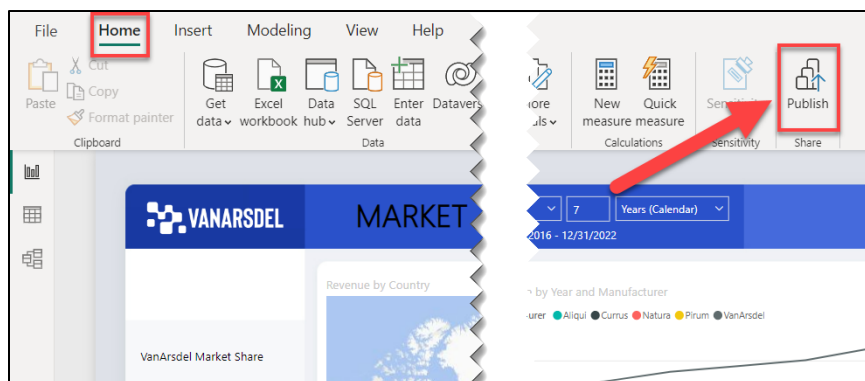 File Home Insert Modeling View Help
Cut
Copy
Format painter
Paste
Get data
Excel workbook
Data hub
SQL Server
Enter data
New measure
Quick measure
Sensitivity
Publish
Clipboard Data Calculations Sensitivity Share
VANARSDEL MARKET
7 Years (Calendar)
2016 - 12/31/2022
Revenue by Country
by Year and Manufacturer
Aliqui Currus Natura Pirum VanArsdel
VanArsdel Market Share